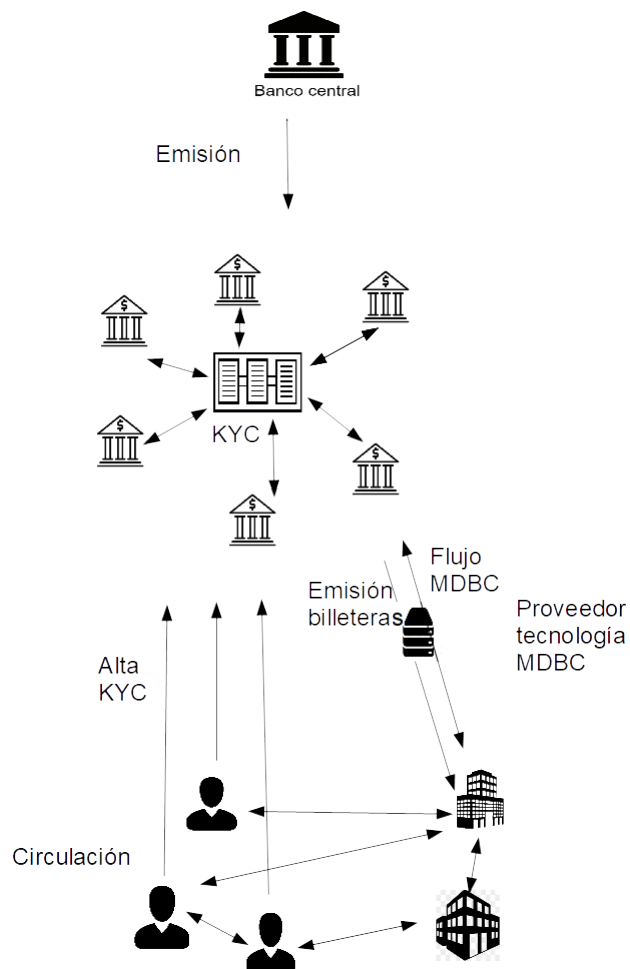 Banco central
Emisión
KYC
Flujo
MDBC
Emisión
billeteras
Proveedor
tecnología
MDBC
Alta
KYC
Circulación